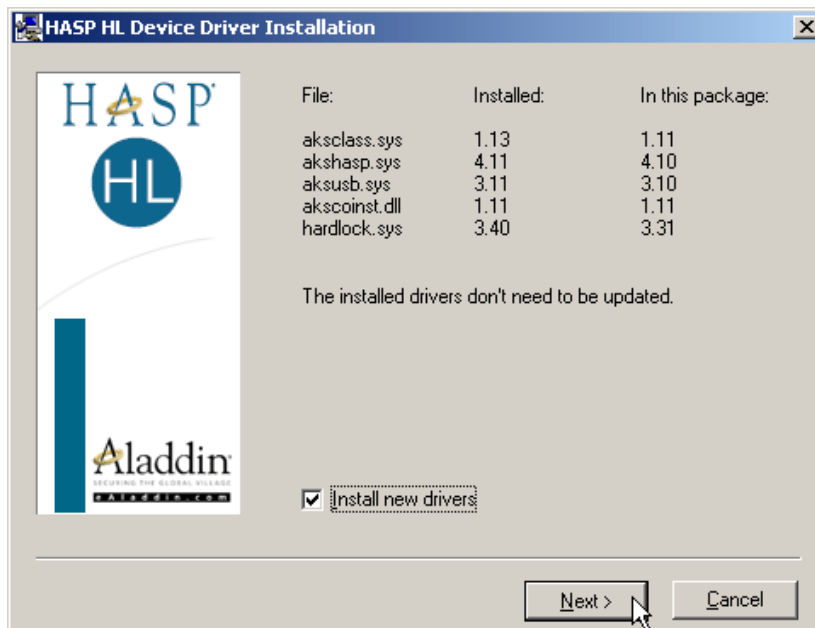 HASP HL Device Driver Installation
HASP
HL
Aladdin
SECURING THE GLOBAL VILLAGE
eAladdin.com
File: Installed: In this package:
aksclass.sys 1.13 1.11
akshasp.sys 4.11 4.10
aksusb.sys 3.11 3.10
akscoinst.dll 1.11 1.11
hardlock.sys 3.40 3.31
The installed drivers don't need to be updated.
Install new drivers
Next >
Cancel